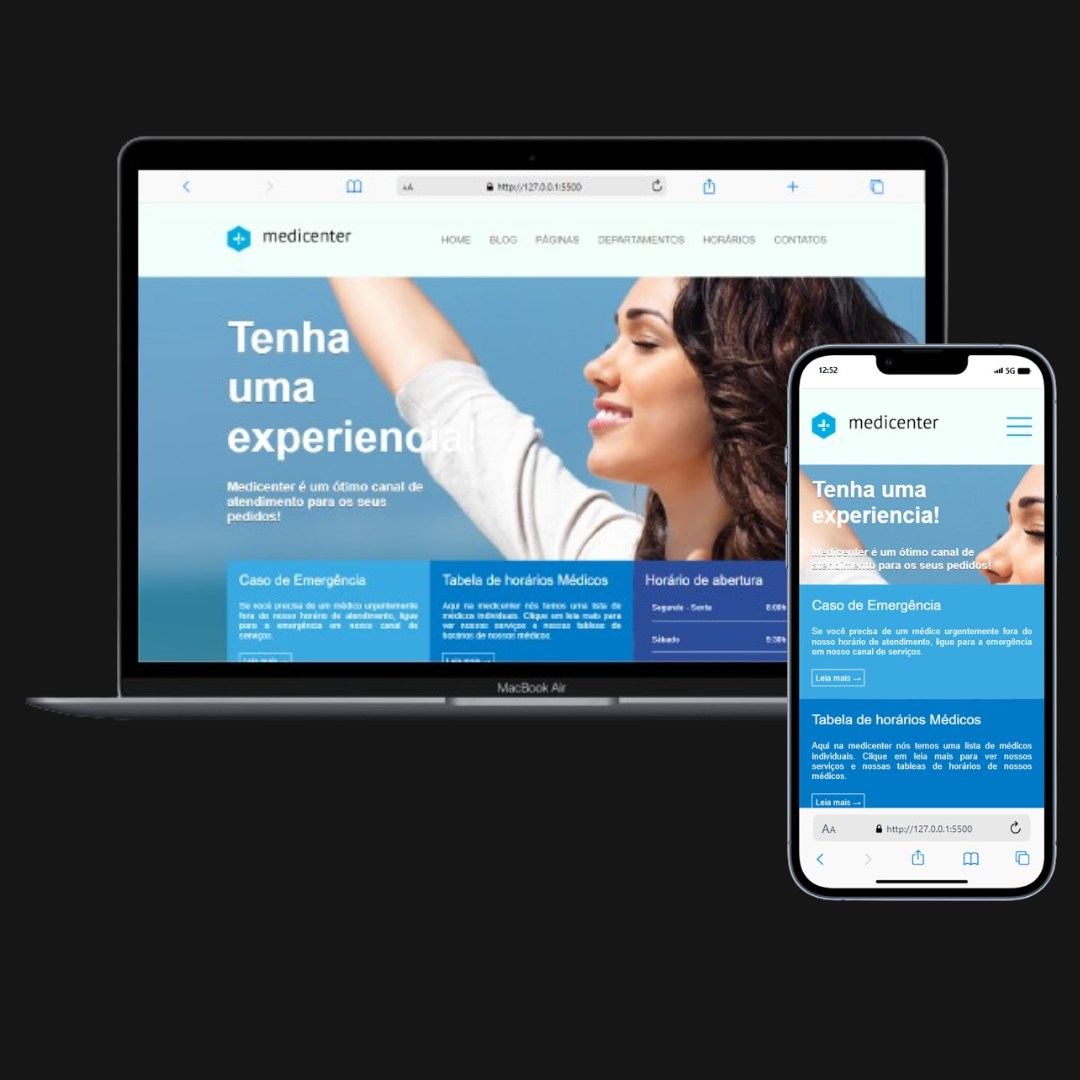 AA http://127.0.0.1:5500
medicenter
HOME BLOG PÁGINAS DEPARTAMENTOS HORÁRIOS CONTATOS
Tenha
uma
experiencia!
Medicenter é um ótimo canal de
atendimento para os seus
pedidos!
Caso de Emergência
Se você precisa de um médico urgentemente
fora do nosso horário de atendimento, ligue
para a emergência em nosso canal de
serviços.
Leia mais →
Tabela de horários Médicos
Aqui na medicenter nós temos uma lista de
médicos individuais. Clique em leia mais para
ver nossos serviços e nossas tableas de
horários de nossos médicos.
Leia mais →
Horário de abertura
Segunda - Sexta 8:00h
Sábado 9:30h
MacBook Air
12:52 5G
medicenter
Tenha uma
experiencia!
Medicenter é um ótimo canal de
atendimento para os seus pedidos!
Caso de Emergência
Se você precisa de um médico urgentemente fora do
nosso horário de atendimento, ligue para a emergência
em nosso canal de serviços.
Leia mais →
Tabela de horários Médicos
Aqui na medicenter nós temos uma lista de médicos
individuais. Clique em leia mais para ver nossos
serviços e nossas tableas de horários de nossos
médicos.
Leia mais →
AA http://127.0.0.1:5500